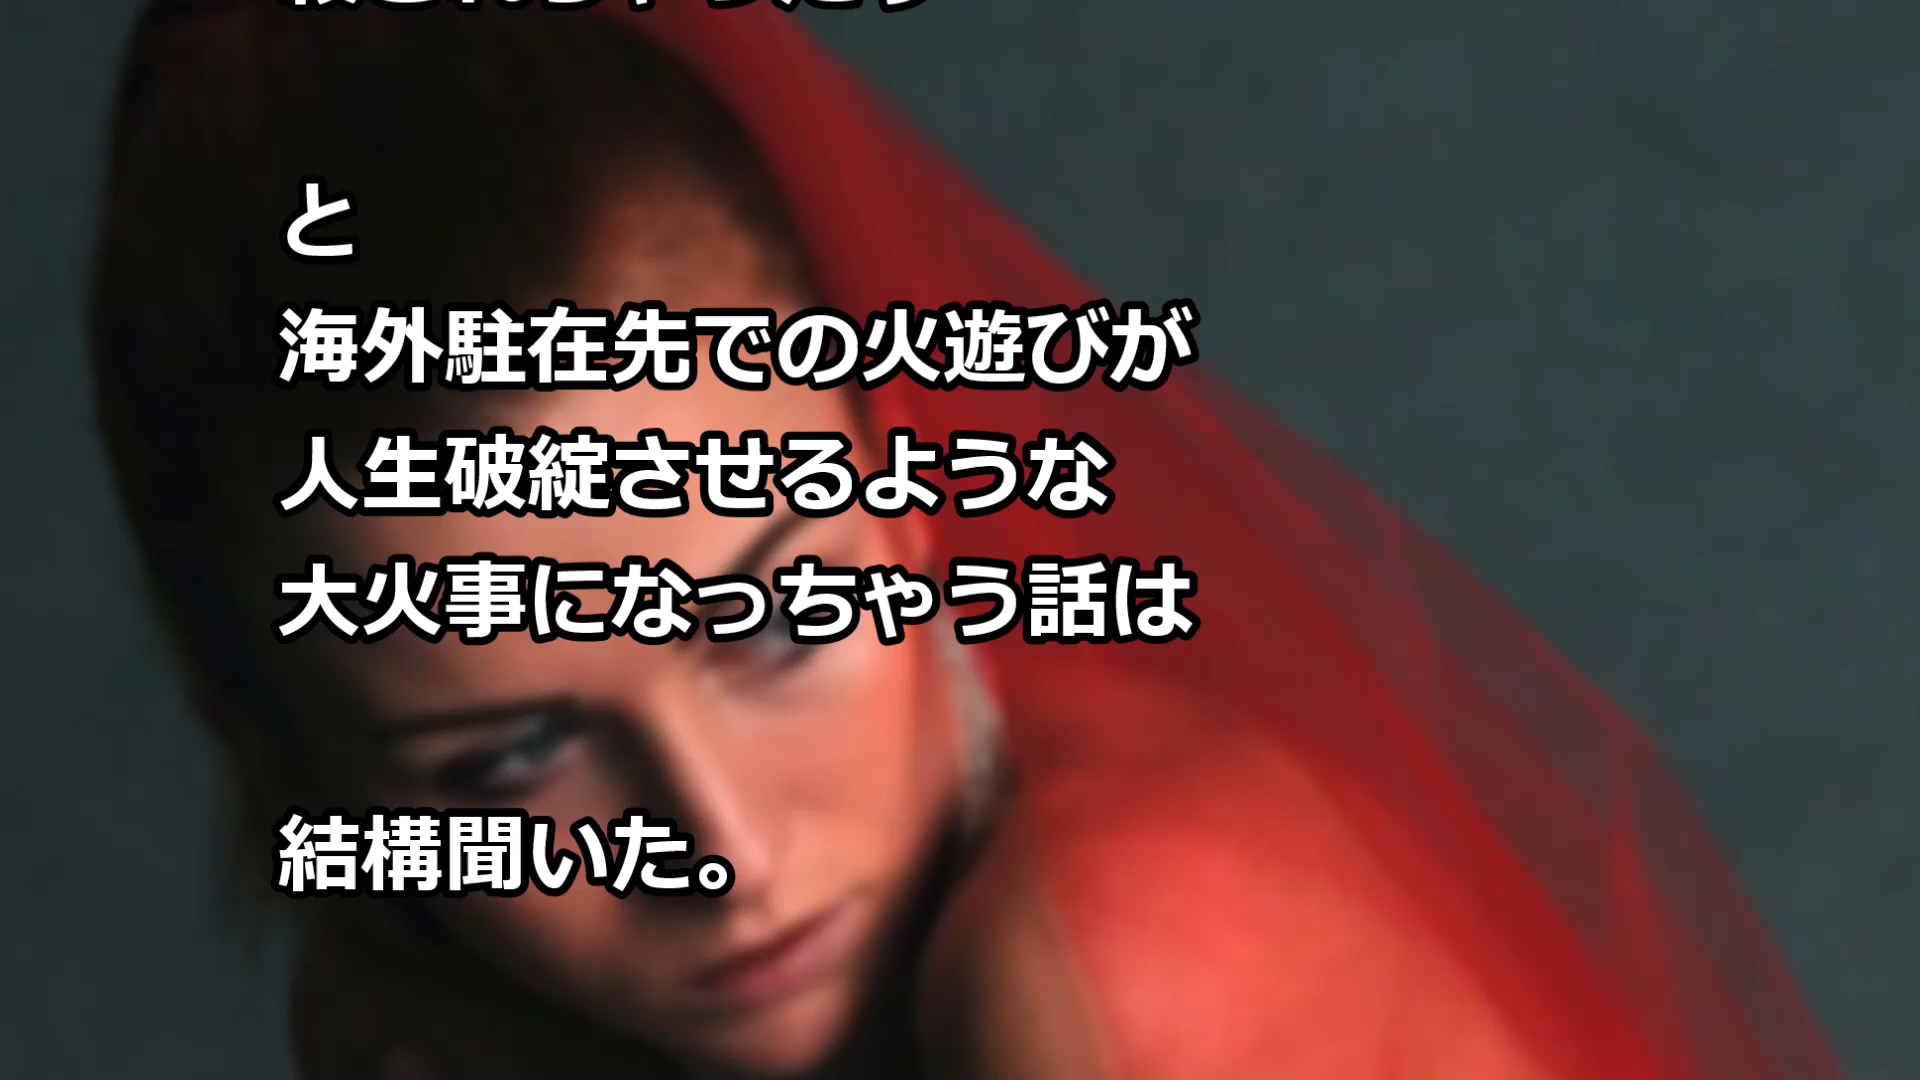 と
海外駐在先での火遊びが
人生破綻させるような
大火事になっちゃう話は
結構聞いた。